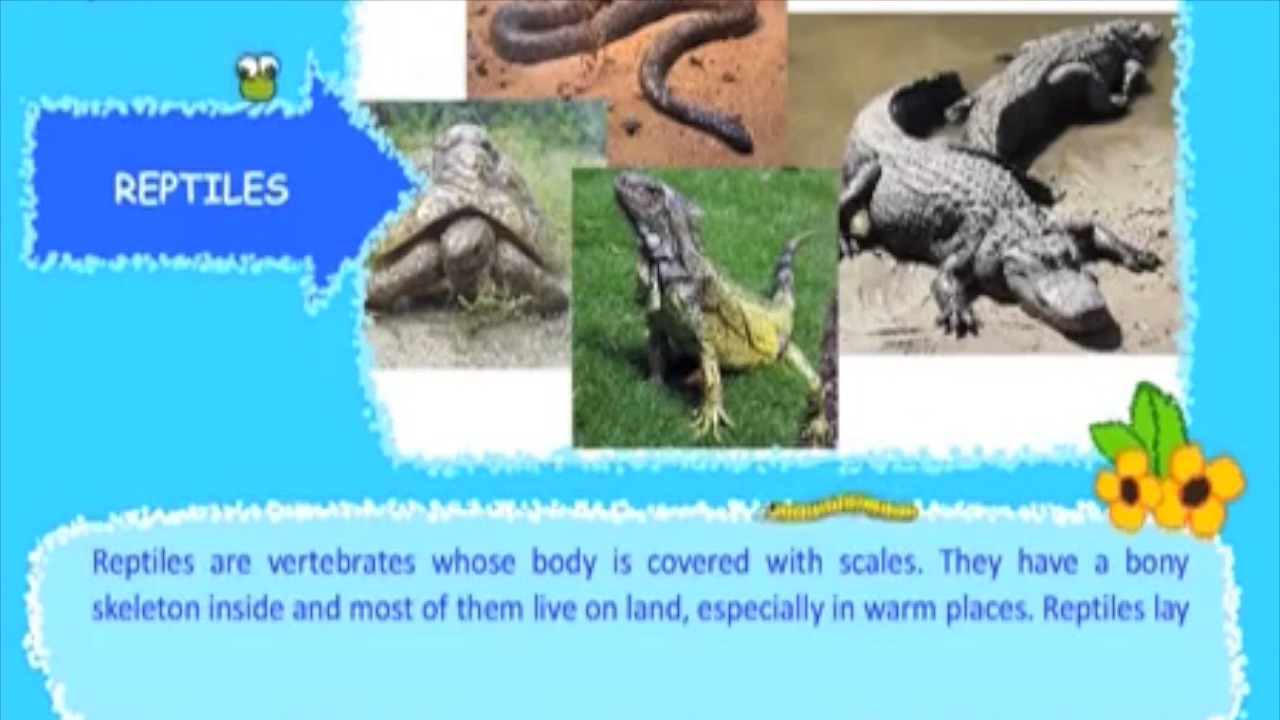 REPTILES
Reptiles are vertebrates whose body is covered with scales. They have a bony
skeleton inside and most of them live on land, especially in warm places. Reptiles lay